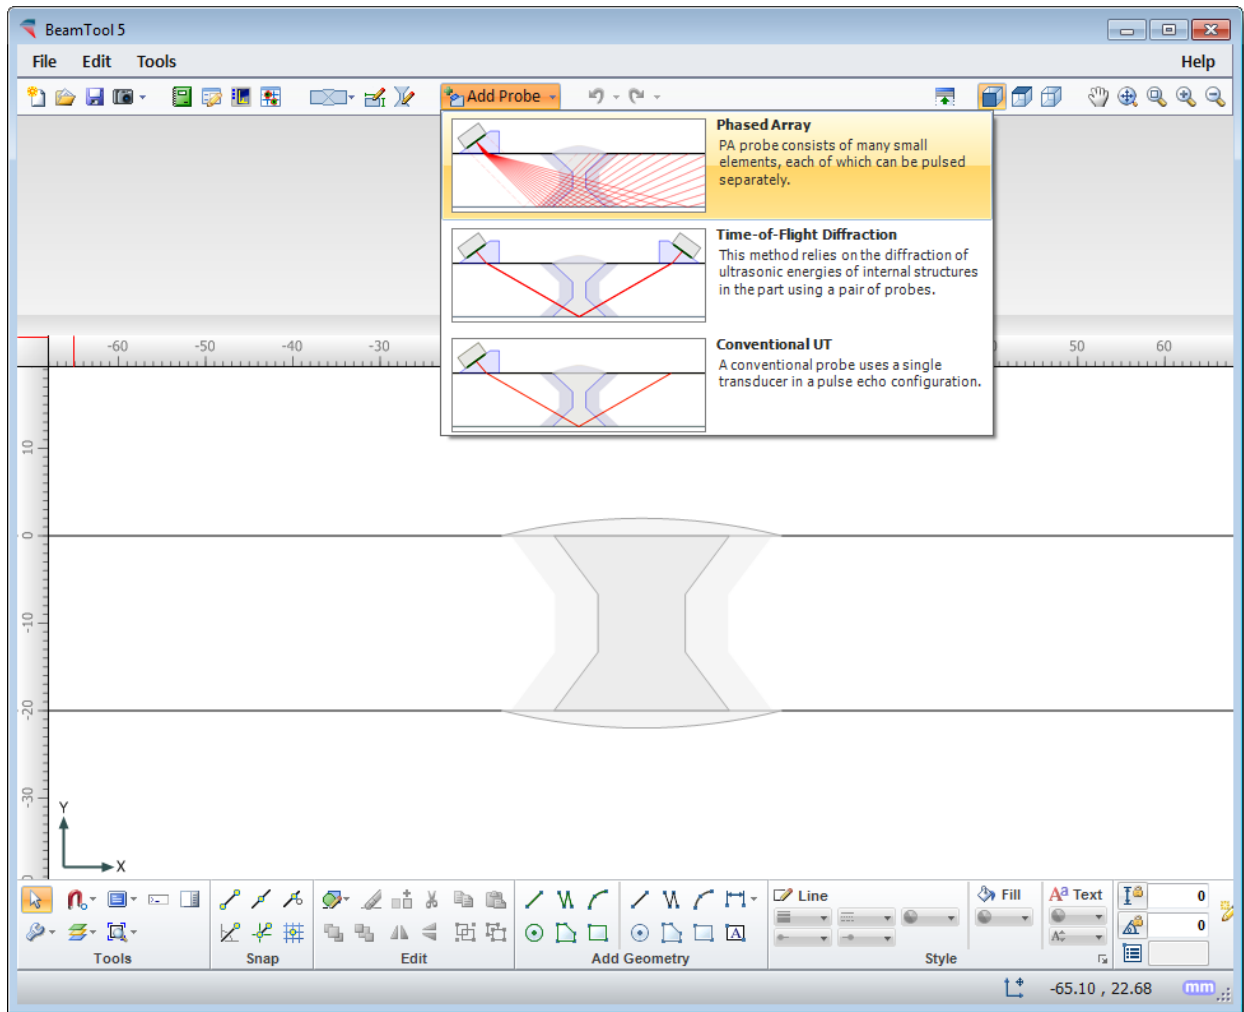 BeamTool 5
File Edit Tools Help
Add Probe
Phased Array
PA probe consists of many small
elements, each of which can be pulsed
separately.
Time-of-Flight Diffraction
This method relies on the diffraction of
ultrasonic energies of internal structures
in the part using a pair of probes.
Conventional UT
A conventional probe uses a single
transducer in a pulse echo configuration.
-60 -50 -40 -30 0 50 60
10
0
-10
-20
-30
Y
X
Line Fill Aa Text 0
A 0
Tools Snap Edit Add Geometry Style
-65.10 , 22.68 mm